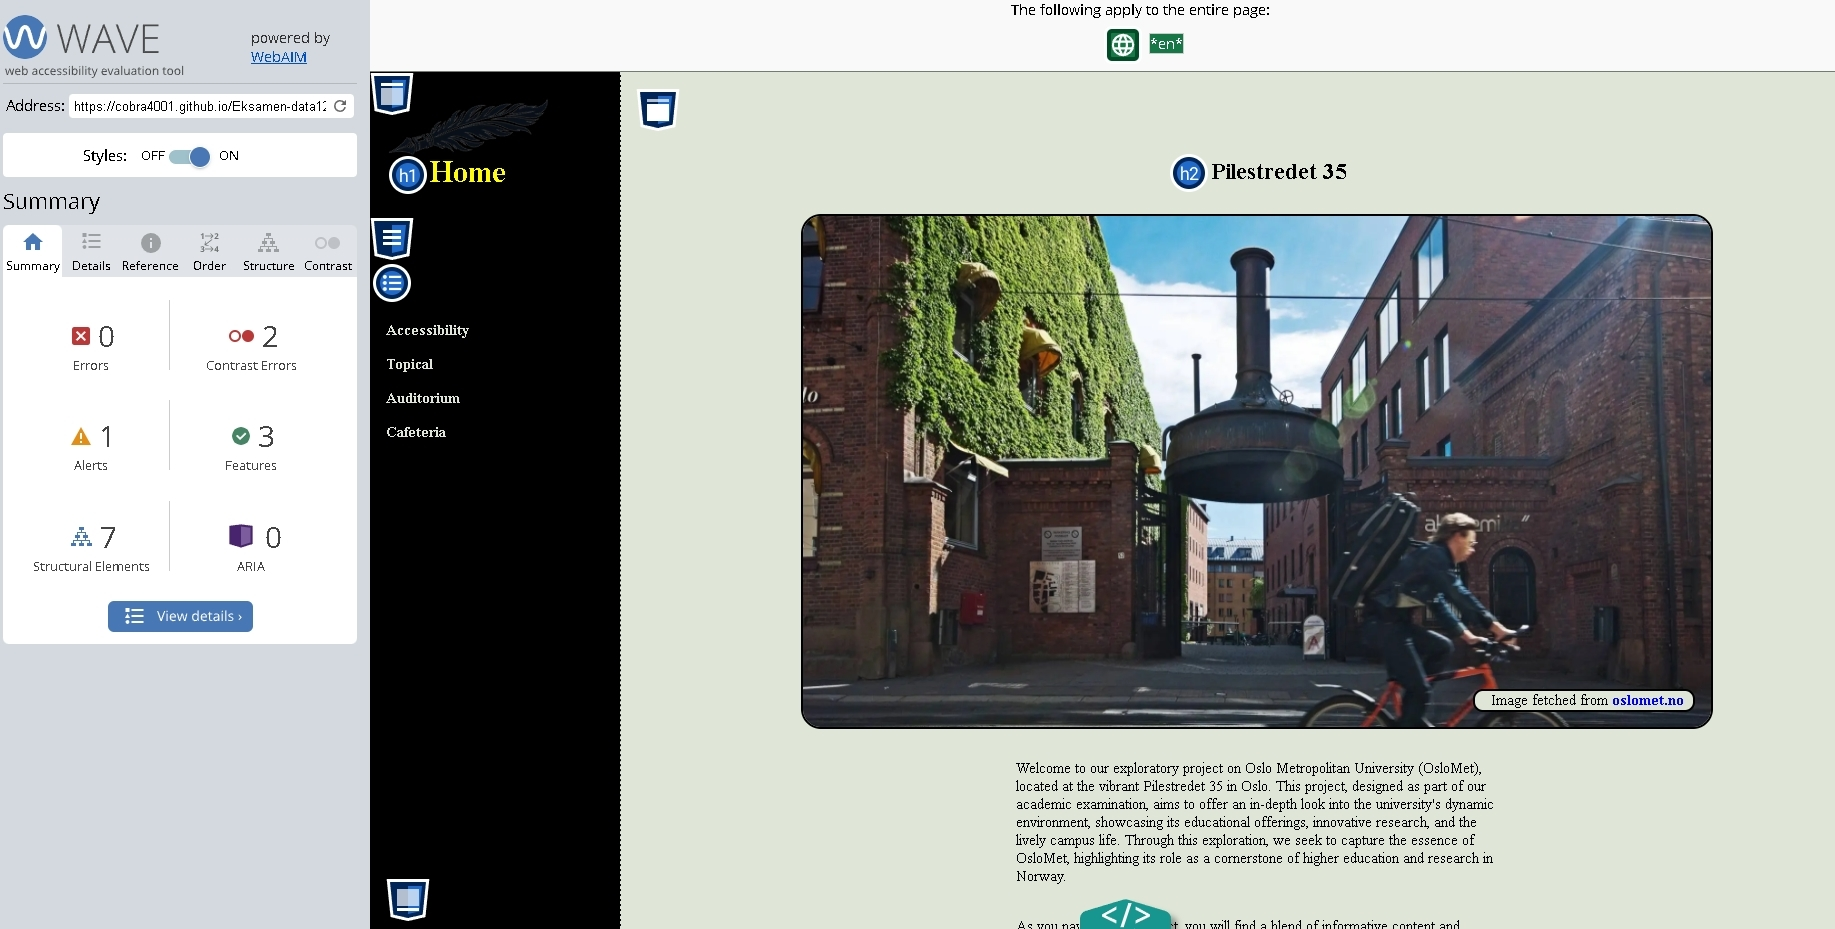 WAVE
web accessibility evaluation tool
powered by
WebAIM
Address: https://cobra4001.github.io/Eksamen-data12
Styles: OFF ON
Summary
Summary Details Reference Order Structure Contrast
0
Errors
2
Contrast Errors
1
Alerts
3
Features
7
Structural Elements
0
ARIA
View details ›
The following apply to the entire page:
*en*
h1 Home
Accessibility
Topical
Auditorium
Cafeteria
h2 Pilestredet 35
Image fetched from oslomet.no
Welcome to our exploratory project on Oslo Metropolitan University (OsloMet),
located at the vibrant Pilestredet 35 in Oslo. This project, designed as part of our
academic examination, aims to offer an in-depth look into the university's dynamic
environment, showcasing its educational offerings, innovative research, and the
lively campus life. Through this exploration, we seek to capture the essence of
OsloMet, highlighting its role as a cornerstone of higher education and research in
Norway.
</>
As you you will find a blend of informative content and